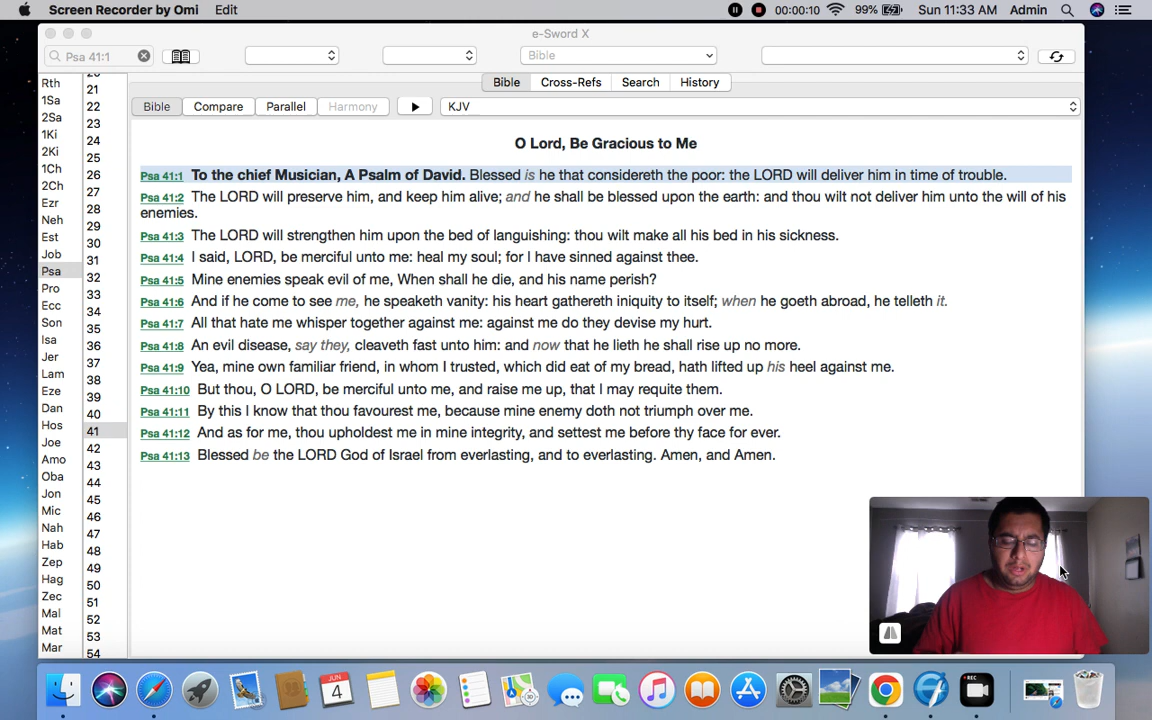 Screen Recorder by Omi Edit 00:00:10 99% Sun 11:33 AM Admin
e-Sword X
Psa 41:1 Bible
Bible Cross-Refs Search History
Bible Compare Parallel Harmony KJV
Rth
1Sa
2Sa
1Ki
2Ki
1Ch
2Ch
Ezr
Neh
Est
Job
Psa
Pro
Ecc
Son
Isa
Jer
Lam
Eze
Dan
Hos
Joe
Amo
Oba
Jon
Mic
Nah
Hab
Zep
Hag
Zec
Mal
Mat
Mar
21
22
23
24
25
26
27
28
29
30
31
32
33
34
35
36
37
38
39
40
41
42
43
44
45
46
47
48
49
50
51
52
53
54
O Lord, Be Gracious to Me
Psa 41:1 To the chief Musician, A Psalm of David. Blessed is he that considereth the poor: the LORD will deliver him in time of trouble.
Psa 41:2 The LORD will preserve him, and keep him alive; and he shall be blessed upon the earth: and thou wilt not deliver him unto the will of his
enemies.
Psa 41:3 The LORD will strengthen him upon the bed of languishing: thou wilt make all his bed in his sickness.
Psa 41:4 I said, LORD, be merciful unto me: heal my soul; for I have sinned against thee.
Psa 41:5 Mine enemies speak evil of me, When shall he die, and his name perish?
Psa 41:6 And if he come to see me, he speaketh vanity: his heart gathereth iniquity to itself; when he goeth abroad, he telleth it.
Psa 41:7 All that hate me whisper together against me: against me do they devise my hurt.
Psa 41:8 An evil disease, say they, cleaveth fast unto him: and now that he lieth he shall rise up no more.
Psa 41:9 Yea, mine own familiar friend, in whom I trusted, which did eat of my bread, hath lifted up his heel against me.
Psa 41:10 But thou, O LORD, be merciful unto me, and raise me up, that I may requite them.
Psa 41:11 By this I know that thou favourest me, because mine enemy doth not triumph over me.
Psa 41:12 And as for me, thou upholdest me in mine integrity, and settest me before thy face for ever.
Psa 41:13 Blessed be the LORD God of Israel from everlasting, and to everlasting. Amen, and Amen.
JUN
4
REC